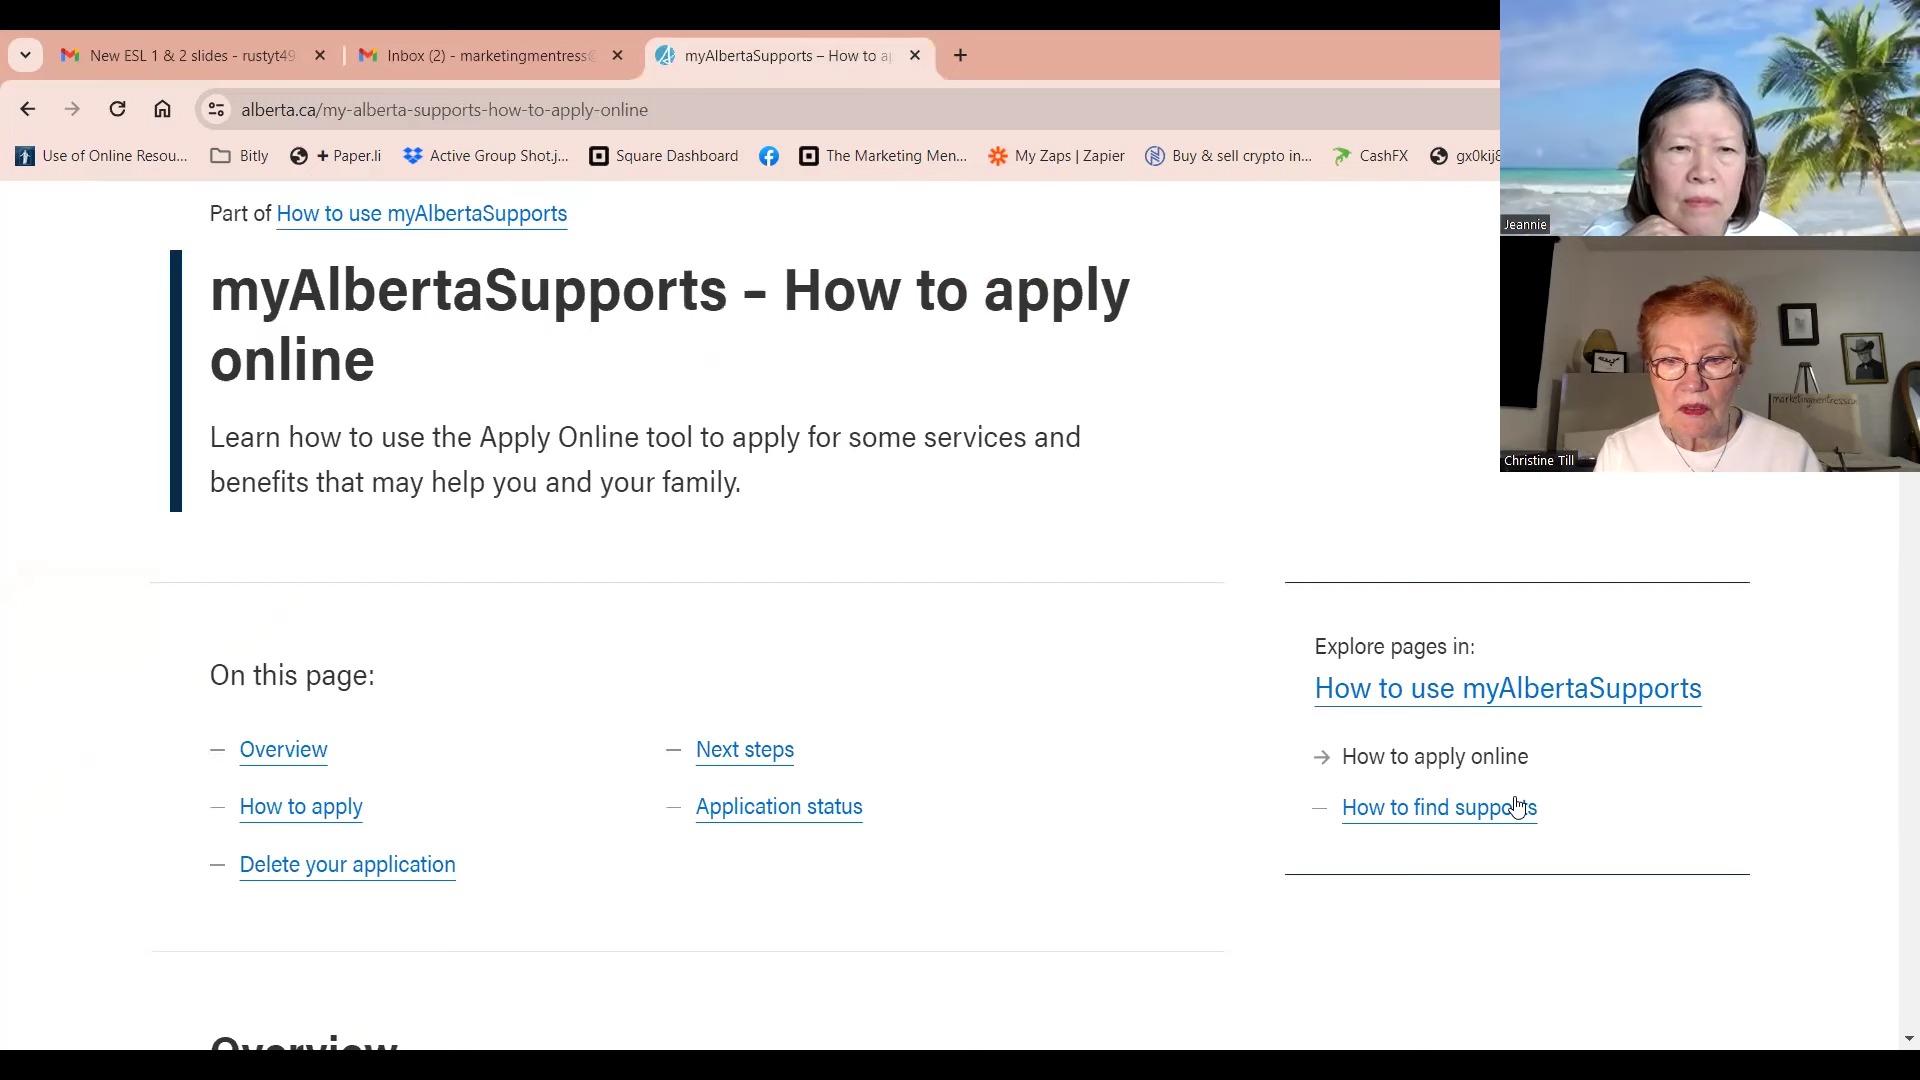 New ESL 1 & 2 slides - rustyt49
Inbox (2) - marketingmentress@
myAlbertaSupports – How to a
alberta.ca/my-alberta-supports-how-to-apply-online
Use of Online Resou...
Bitly
+ Paper.li
Active Group Shot.j...
Square Dashboard
The Marketing Men...
My Zaps | Zapier
Buy & sell crypto in...
CashFX
gx0kij8
Jeannie
marketingmentress.ca
Christine Till
Part of How to use myAlbertaSupports
myAlbertaSupports – How to apply
online
Learn how to use the Apply Online tool to apply for some services and
benefits that may help you and your family.
On this page:
Overview
How to apply
Delete your application
Next steps
Application status
Explore pages in:
How to use myAlbertaSupports
How to apply online
How to find supports
Overview